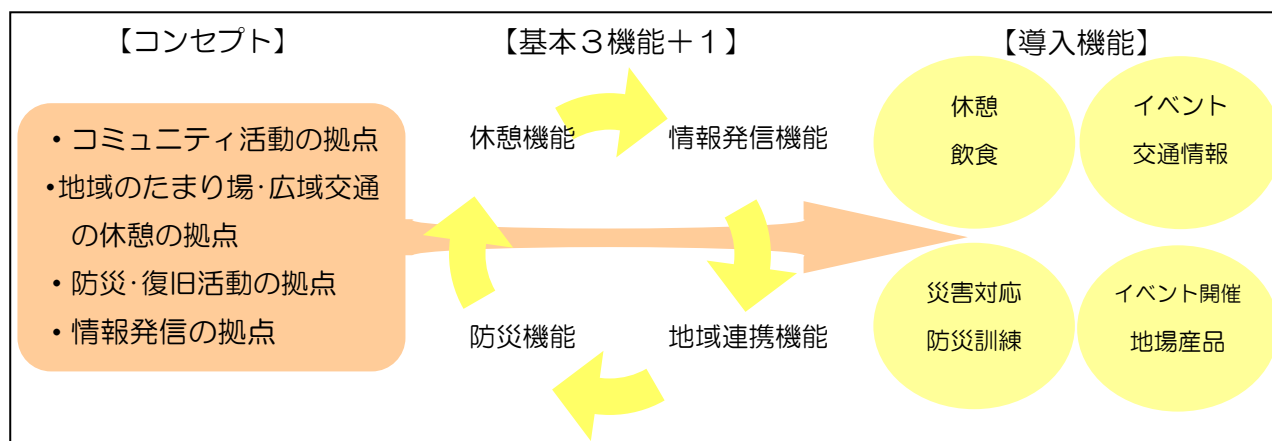 【コンセプト】
【基本3機能+1】
【導入機能】
・コミュニティ活動の拠点
・地域のたまり場・広域交通
の休憩の拠点
・防災・復旧活動の拠点
・情報発信の拠点
休憩機能
情報発信機能
防災機能
地域連携機能
休憩
飲食
イベント
交通情報
災害対応
防災訓練
イベント開催
地場産品